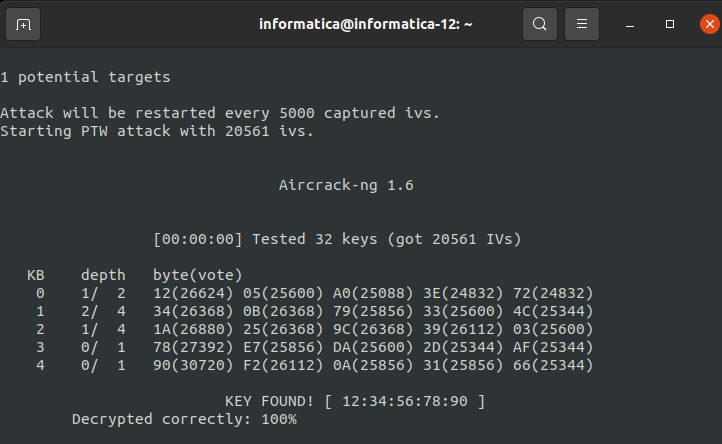 informatica@informatica-12: ~
1 potential targets
Attack will be restarted every 5000 captured ivs.
Starting PTW attack with 20561 ivs.
Aircrack-ng 1.6
[00:00:00] Tested 32 keys (got 20561 IVs)
KB depth byte(vote)
0 1/ 2 12(26624) 05(25600) A0(25088) 3E(24832) 72(24832)
1 2/ 4 34(26368) 0B(26368) 79(25856) 33(25600) 4C(25344)
2 1/ 4 1A(26880) 25(26368) 9C(26368) 39(26112) 03(25600)
3 0/ 1 78(27392) E7(25856) DA(25600) 2D(25344) AF(25344)
4 0/ 1 90(30720) F2(26112) 0A(25856) 31(25856) 66(25344)
KEY FOUND! [ 12:34:56:78:90 ]
Decrypted correctly: 100%